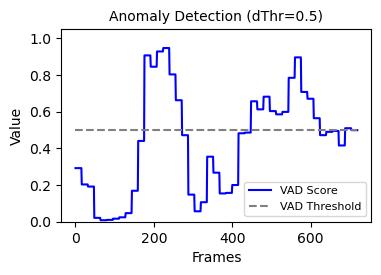 Anomaly Detection (dThr=0.5)
1.0
0.8
0.6
0.4
0.2
0.0
Value
VAD Score
VAD Threshold
0
200
400
600
Frames